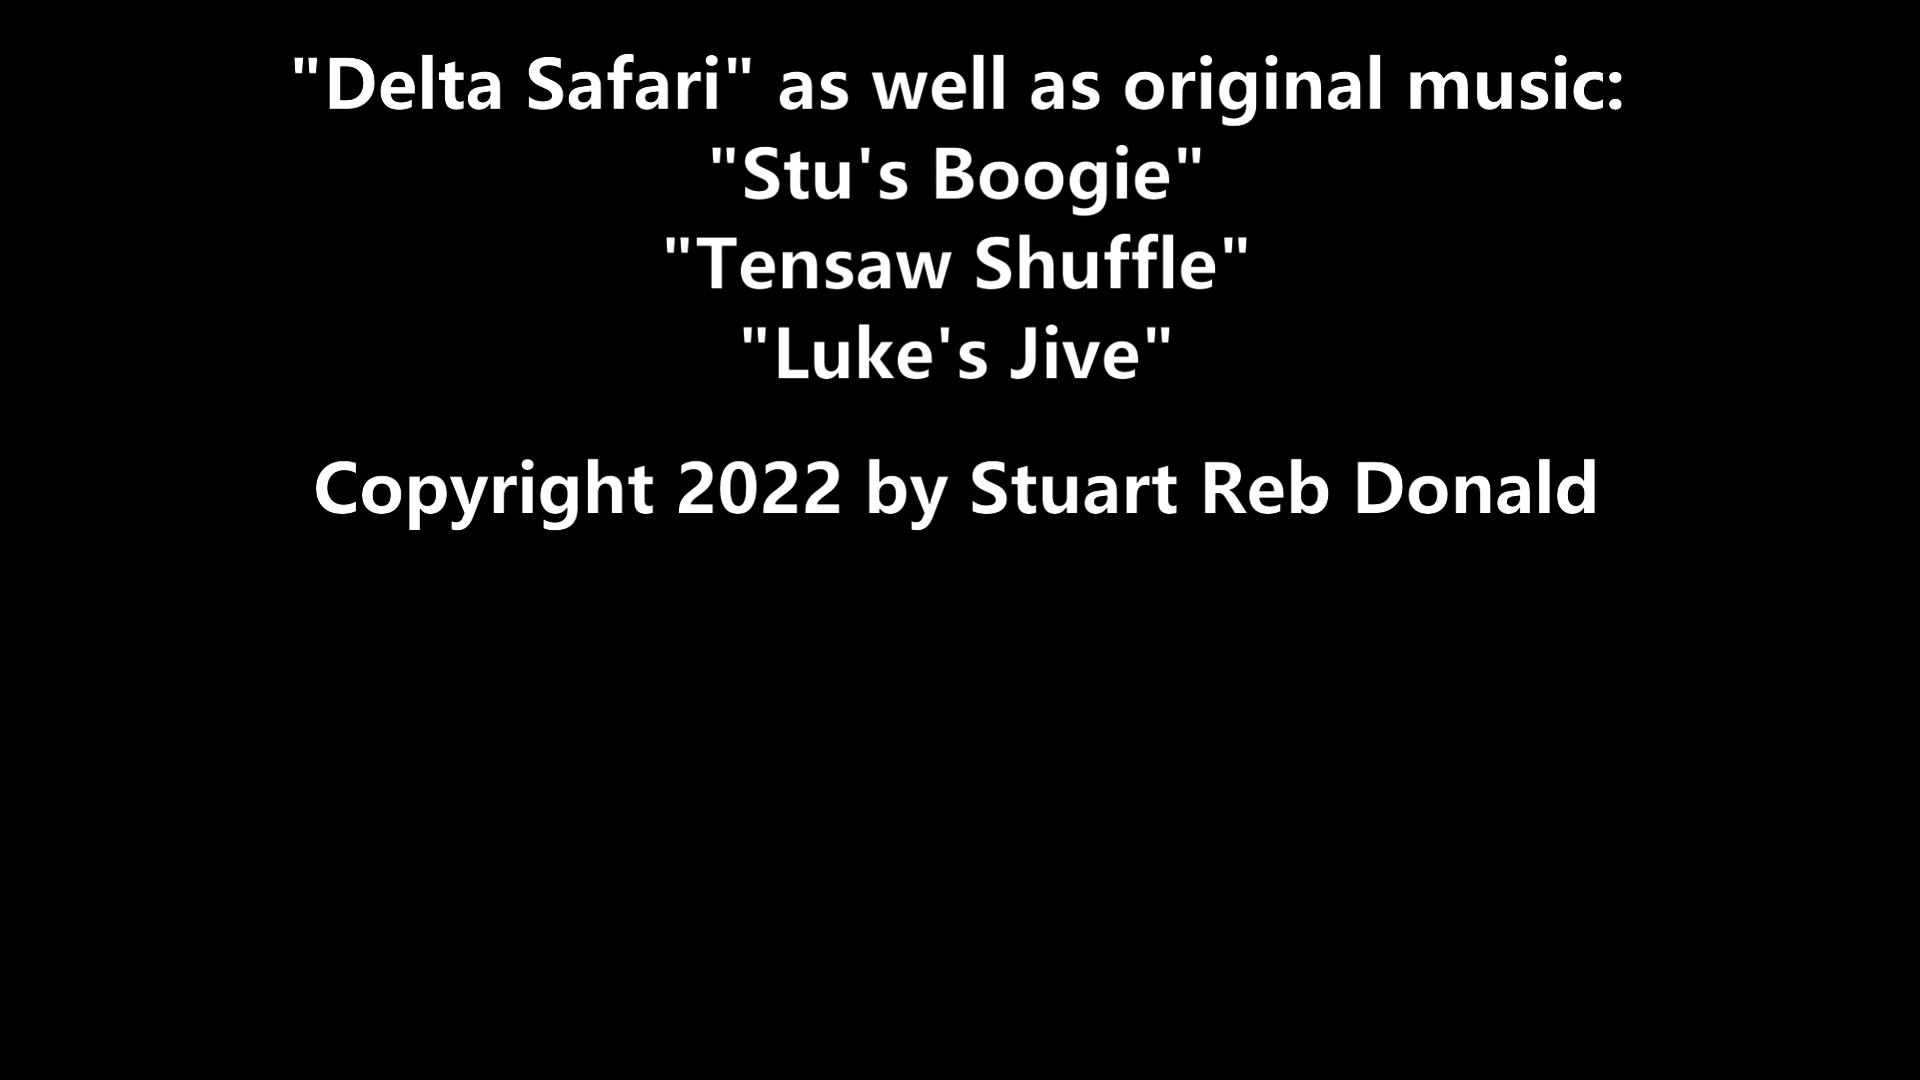 "Delta Safari" as well as original music:
"Stu's Boogie"
"Tensaw Shuffle"
"Luke's Jive"
Copyright 2022 by Stuart Reb Donald